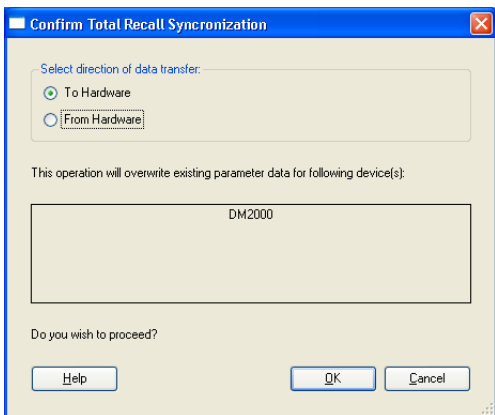 Confirm Total Recall Syncronization
Select direction of data transfer:
To Hardware
From Hardware
This operation will overwrite existing parameter data for following device(s):
DM2000
Do you wish to proceed?
Help
OK
Cancel